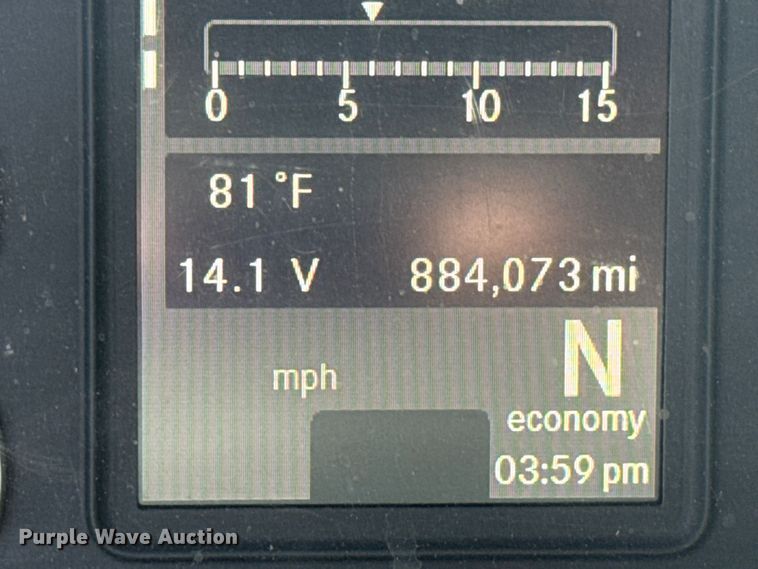 0 5 10 15
81 °F
14.1 V 884,073 mi
N
mph
economy
03:59 pm
Purple Wave Auction